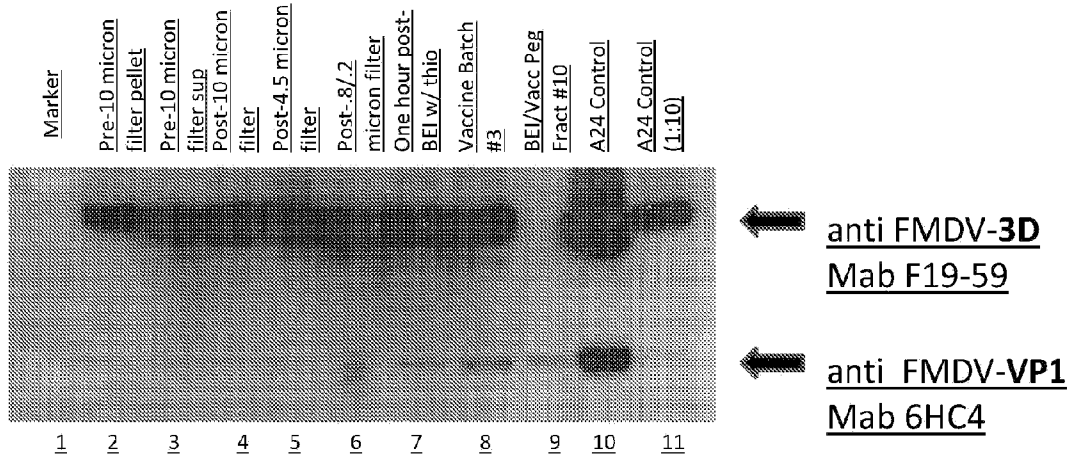 Marker
Pre-10 micron
filter pellet
Pre-10 micron
filter sup
Post-10 micron
filter
Post-4.5 micron
filter
Post-.8/.2
micron filter
One hour post-
BEI w/ thio
Vaccine Batch
#3
BEI/Vacc Peg
Fract #10
A24 Control
A24 Control
(1:10)
anti FMDV-3D
Mab F19-59
anti FMDV-VP1
Mab 6HC4
1 2 3 4 5 6 7 8 9 10 11